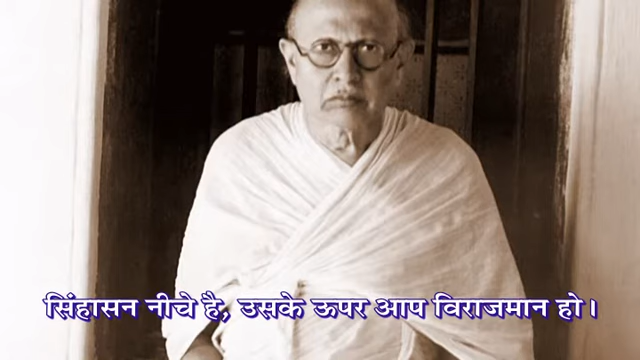 सिंहासन नीचे है, उसके ऊपर आप विराजमान हो।